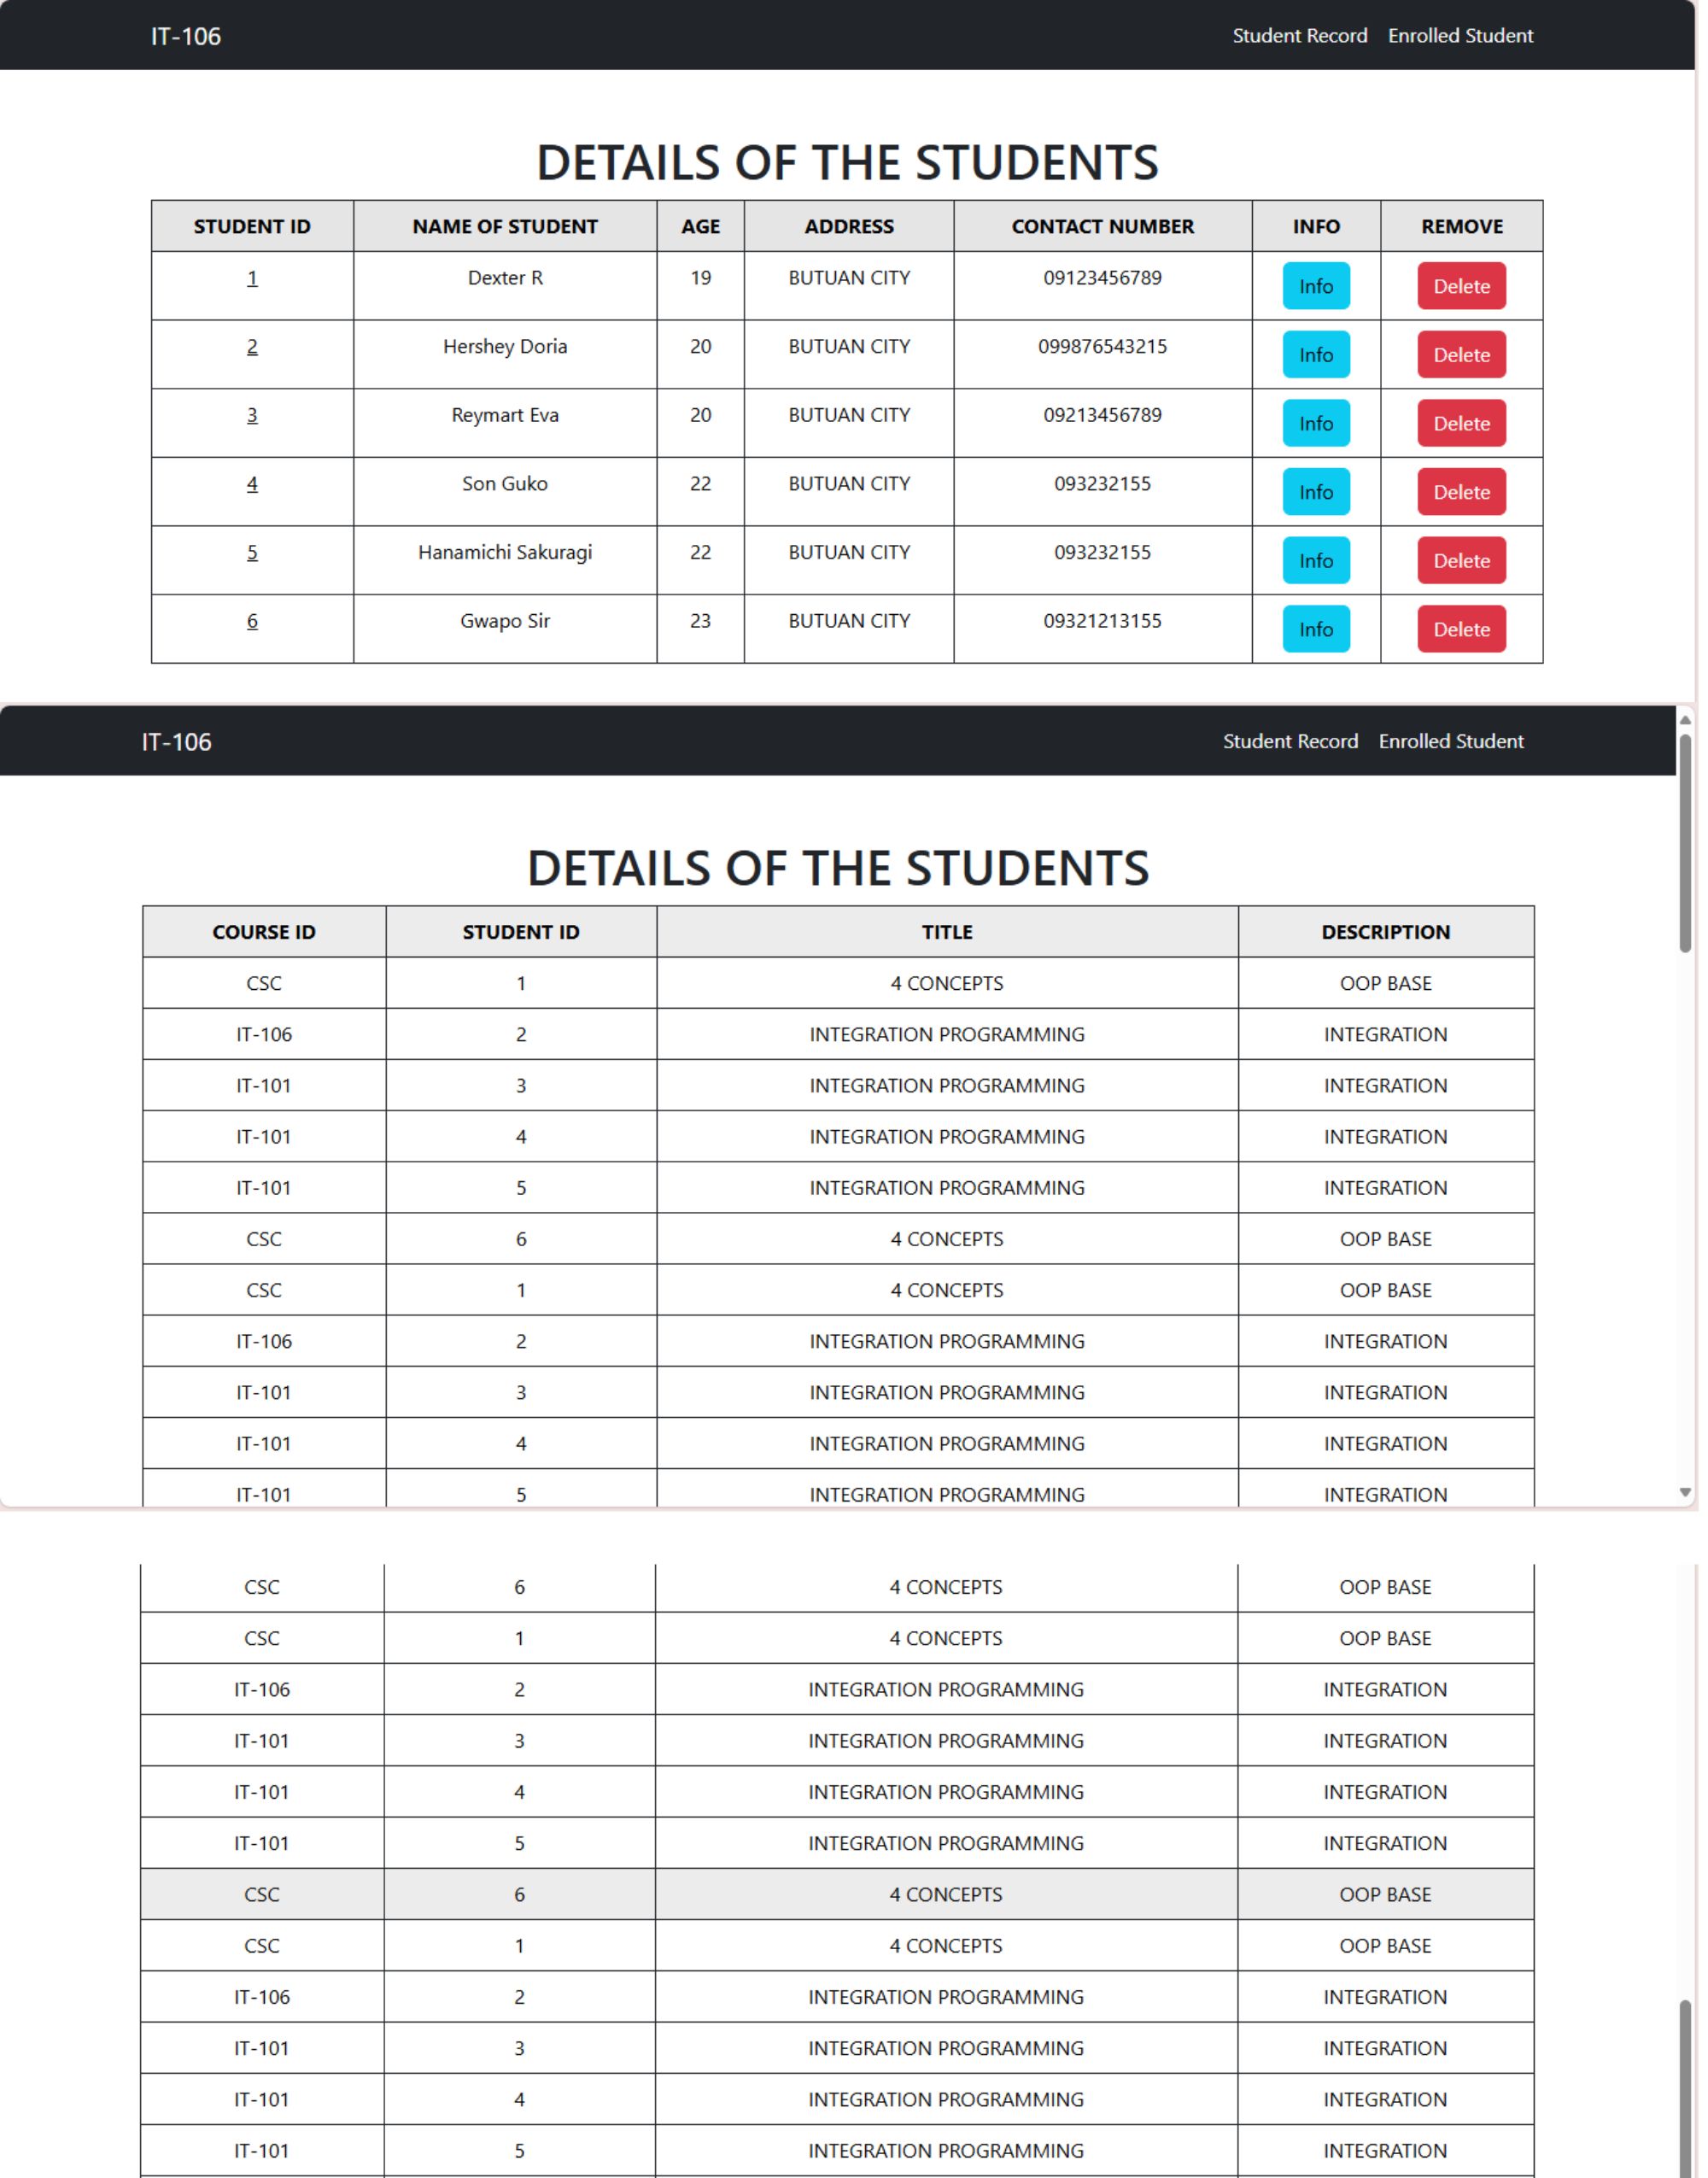 IT-106 Student Record Enrolled Student
DETAILS OF THE STUDENTS
STUDENT ID NAME OF STUDENT AGE ADDRESS CONTACT NUMBER INFO REMOVE
1 Dexter R 19 BUTUAN CITY 09123456789 Info Delete
2 Hershey Doria 20 BUTUAN CITY 099876543215 Info Delete
3 Reymart Eva 20 BUTUAN CITY 09213456789 Info Delete
4 Son Guko 22 BUTUAN CITY 093232155 Info Delete
5 Hanamichi Sakuragi 22 BUTUAN CITY 093232155 Info Delete
6 Gwapo Sir 23 BUTUAN CITY 09321213155 Info Delete
IT-106 Student Record Enrolled Student
DETAILS OF THE STUDENTS
COURSE ID STUDENT ID TITLE DESCRIPTION
CSC 1 4 CONCEPTS OOP BASE
IT-106 2 INTEGRATION PROGRAMMING INTEGRATION
IT-101 3 INTEGRATION PROGRAMMING INTEGRATION
IT-101 4 INTEGRATION PROGRAMMING INTEGRATION
IT-101 5 INTEGRATION PROGRAMMING INTEGRATION
CSC 6 4 CONCEPTS OOP BASE
CSC 1 4 CONCEPTS OOP BASE
IT-106 2 INTEGRATION PROGRAMMING INTEGRATION
IT-101 3 INTEGRATION PROGRAMMING INTEGRATION
IT-101 4 INTEGRATION PROGRAMMING INTEGRATION
IT-101 5 INTEGRATION PROGRAMMING INTEGRATION
CSC 6 4 CONCEPTS OOP BASE
CSC 1 4 CONCEPTS OOP BASE
IT-106 2 INTEGRATION PROGRAMMING INTEGRATION
IT-101 3 INTEGRATION PROGRAMMING INTEGRATION
IT-101 4 INTEGRATION PROGRAMMING INTEGRATION
IT-101 5 INTEGRATION PROGRAMMING INTEGRATION
CSC 6 4 CONCEPTS OOP BASE
CSC 1 4 CONCEPTS OOP BASE
IT-106 2 INTEGRATION PROGRAMMING INTEGRATION
IT-101 3 INTEGRATION PROGRAMMING INTEGRATION
IT-101 4 INTEGRATION PROGRAMMING INTEGRATION
IT-101 5 INTEGRATION PROGRAMMING INTEGRATION